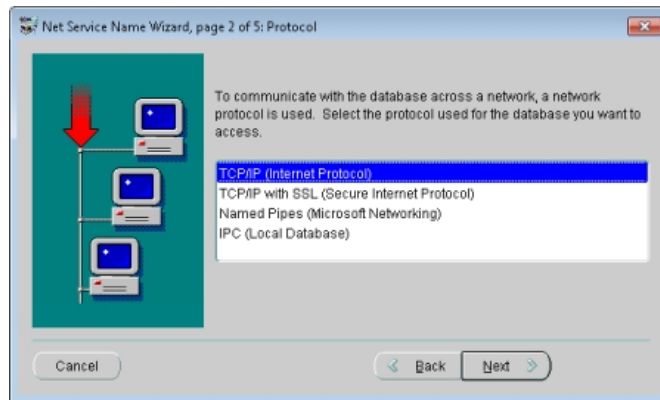 Net Service Name Wizard, page 2 of 5: Protocol
To communicate with the database across a network, a network
protocol is used. Select the protocol used for the database you want to
access.
TCP/IP (Internet Protocol)
TCP/IP with SSL (Secure Internet Protocol)
Named Pipes (Microsoft Networking)
IPC (Local Database)
Cancel
Back
Next